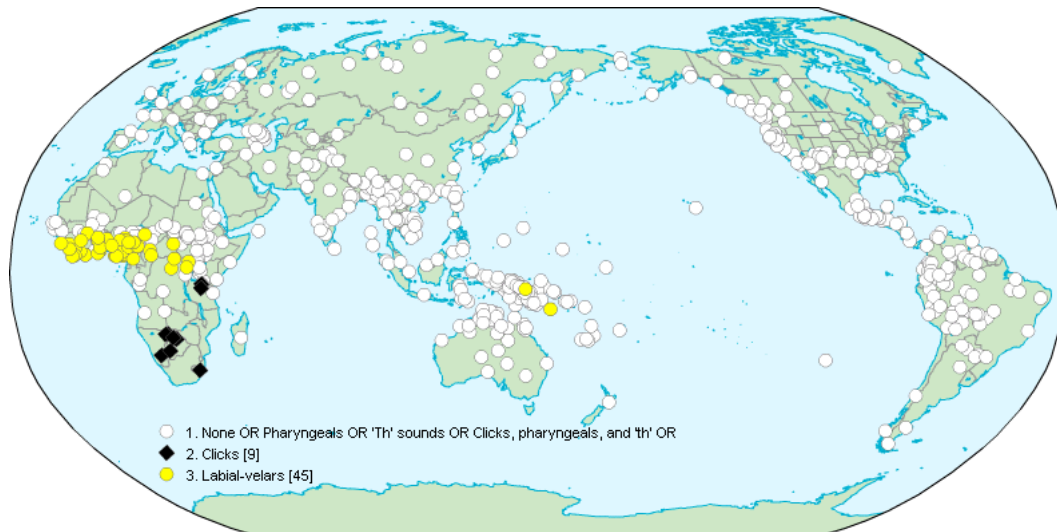 1. None OR Pharyngeals OR 'Th' sounds OR Clicks, pharyngeals, and 'th' OR
2. Clicks [9]
3. Labial-velars [45]